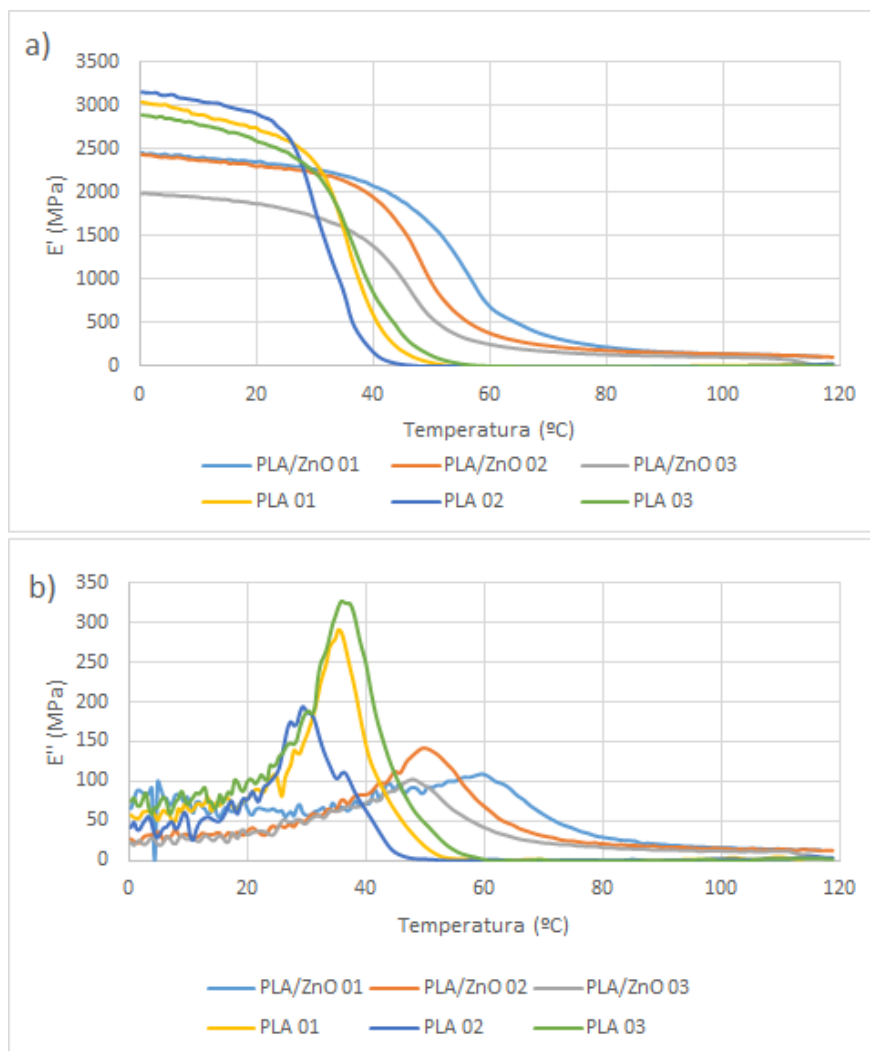 a)
E' (MPa)
3500
3000
2500
2000
1500
1000
500
0
0 20 40 60 80 100 120
Temperatura (ºC)
PLA/ZnO 01 PLA/ZnO 02 PLA/ZnO 03
PLA 01 PLA 02 PLA 03
b)
E'' (MPa)
350
300
250
200
150
100
50
0
0 20 40 60 80 100 120
Temperatura (ºC)
PLA/ZnO 01 PLA/ZnO 02 PLA/ZnO 03
PLA 01 PLA 02 PLA 03